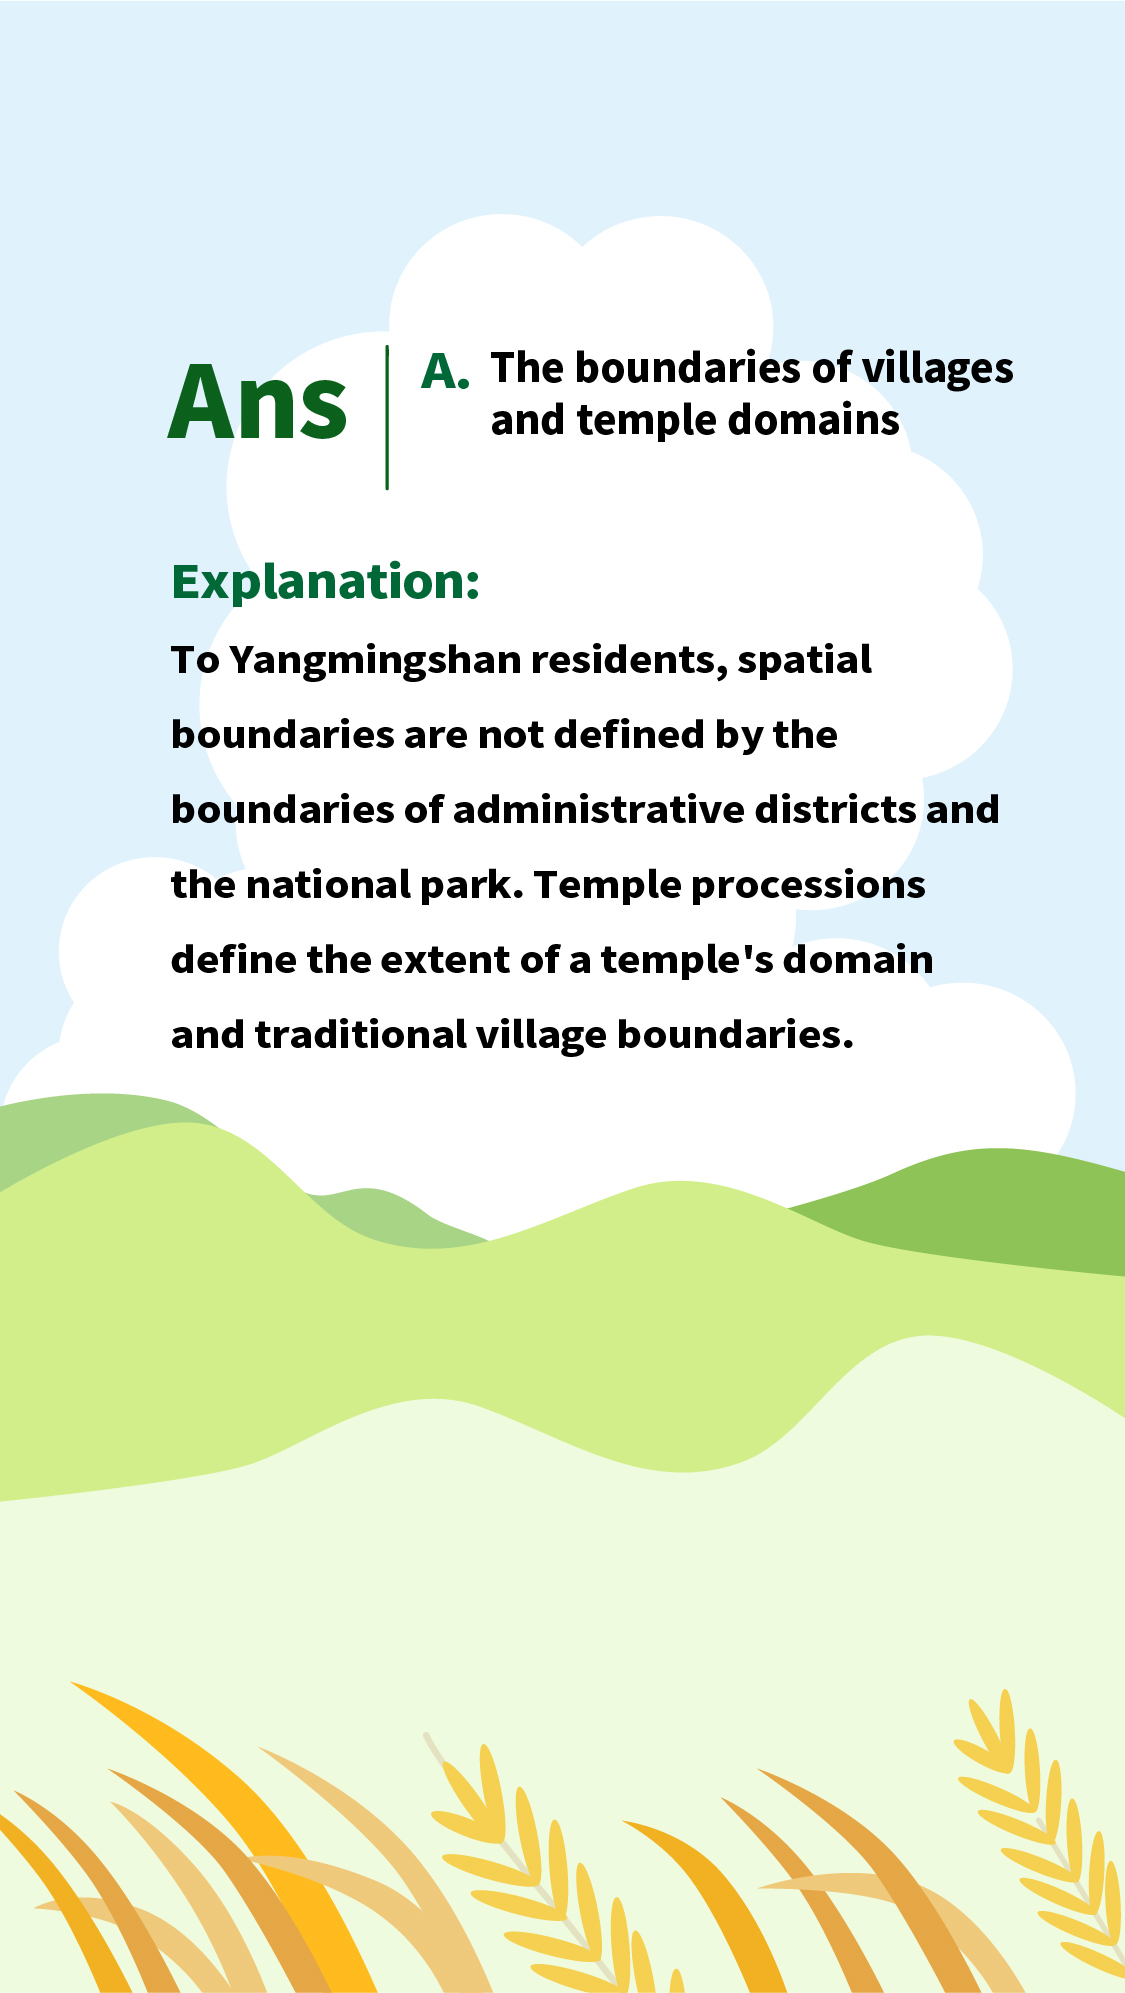 Ans
A. The boundaries of villages
and temple domains
Explanation:
To Yangmingshan residents, spatial
boundaries are not defined by the
boundaries of administrative districts and
the national park. Temple processions
define the extent of a temple's domain
and traditional village boundaries.